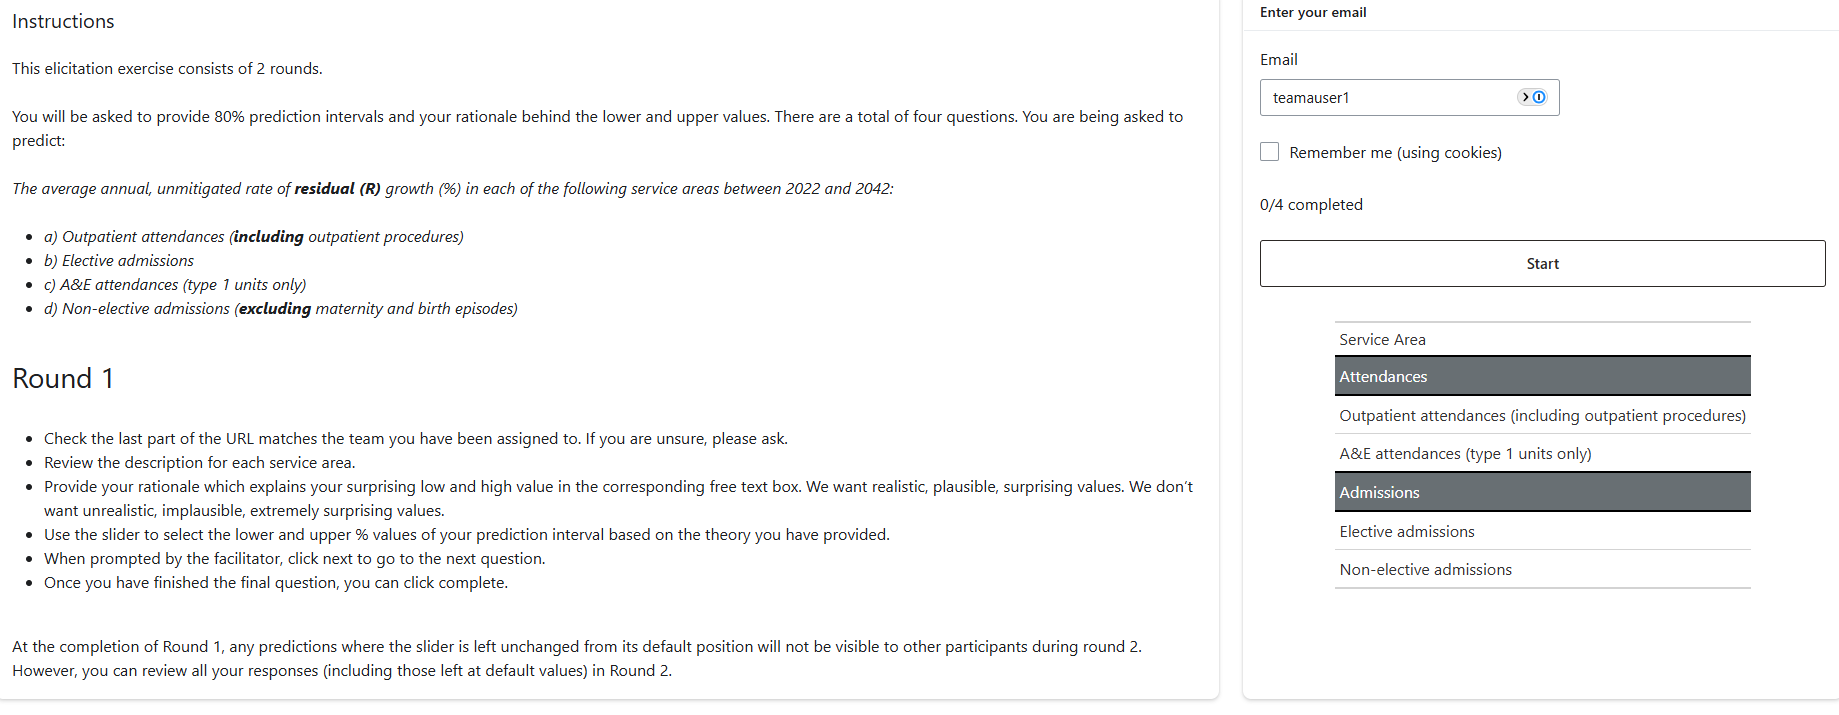 Instructions
This elicitation exercise consists of 2 rounds.
You will be asked to provide 80% prediction intervals and your rationale behind the lower and upper values. There are a total of four questions. You are being asked to
predict:
The average annual, unmitigated rate of residual (R) growth (%) in each of the following service areas between 2022 and 2042:
• a) Outpatient attendances (including outpatient procedures)
• b) Elective admissions
• c) A&E attendances (type 1 units only)
• d) Non-elective admissions (excluding maternity and birth episodes)
Round 1
• Check the last part of the URL matches the team you have been assigned to. If you are unsure, please ask.
• Review the description for each service area.
• Provide your rationale which explains your surprising low and high value in the corresponding free text box. We want realistic, plausible, surprising values. We don't
want unrealistic, implausible, extremely surprising values.
• Use the slider to select the lower and upper % values of your prediction interval based on the theory you have provided.
• When prompted by the facilitator, click next to go to the next question.
• Once you have finished the final question, you can click complete.
At the completion of Round 1, any predictions where the slider is left unchanged from its default position will not be visible to other participants during round 2.
However, you can review all your responses (including those left at default values) in Round 2.
Enter your email
Email
teamauser1
Remember me (using cookies)
0/4 completed
Start
Service Area
Attendances
Outpatient attendances (including outpatient procedures)
A&E attendances (type 1 units only)
Admissions
Elective admissions
Non-elective admissions